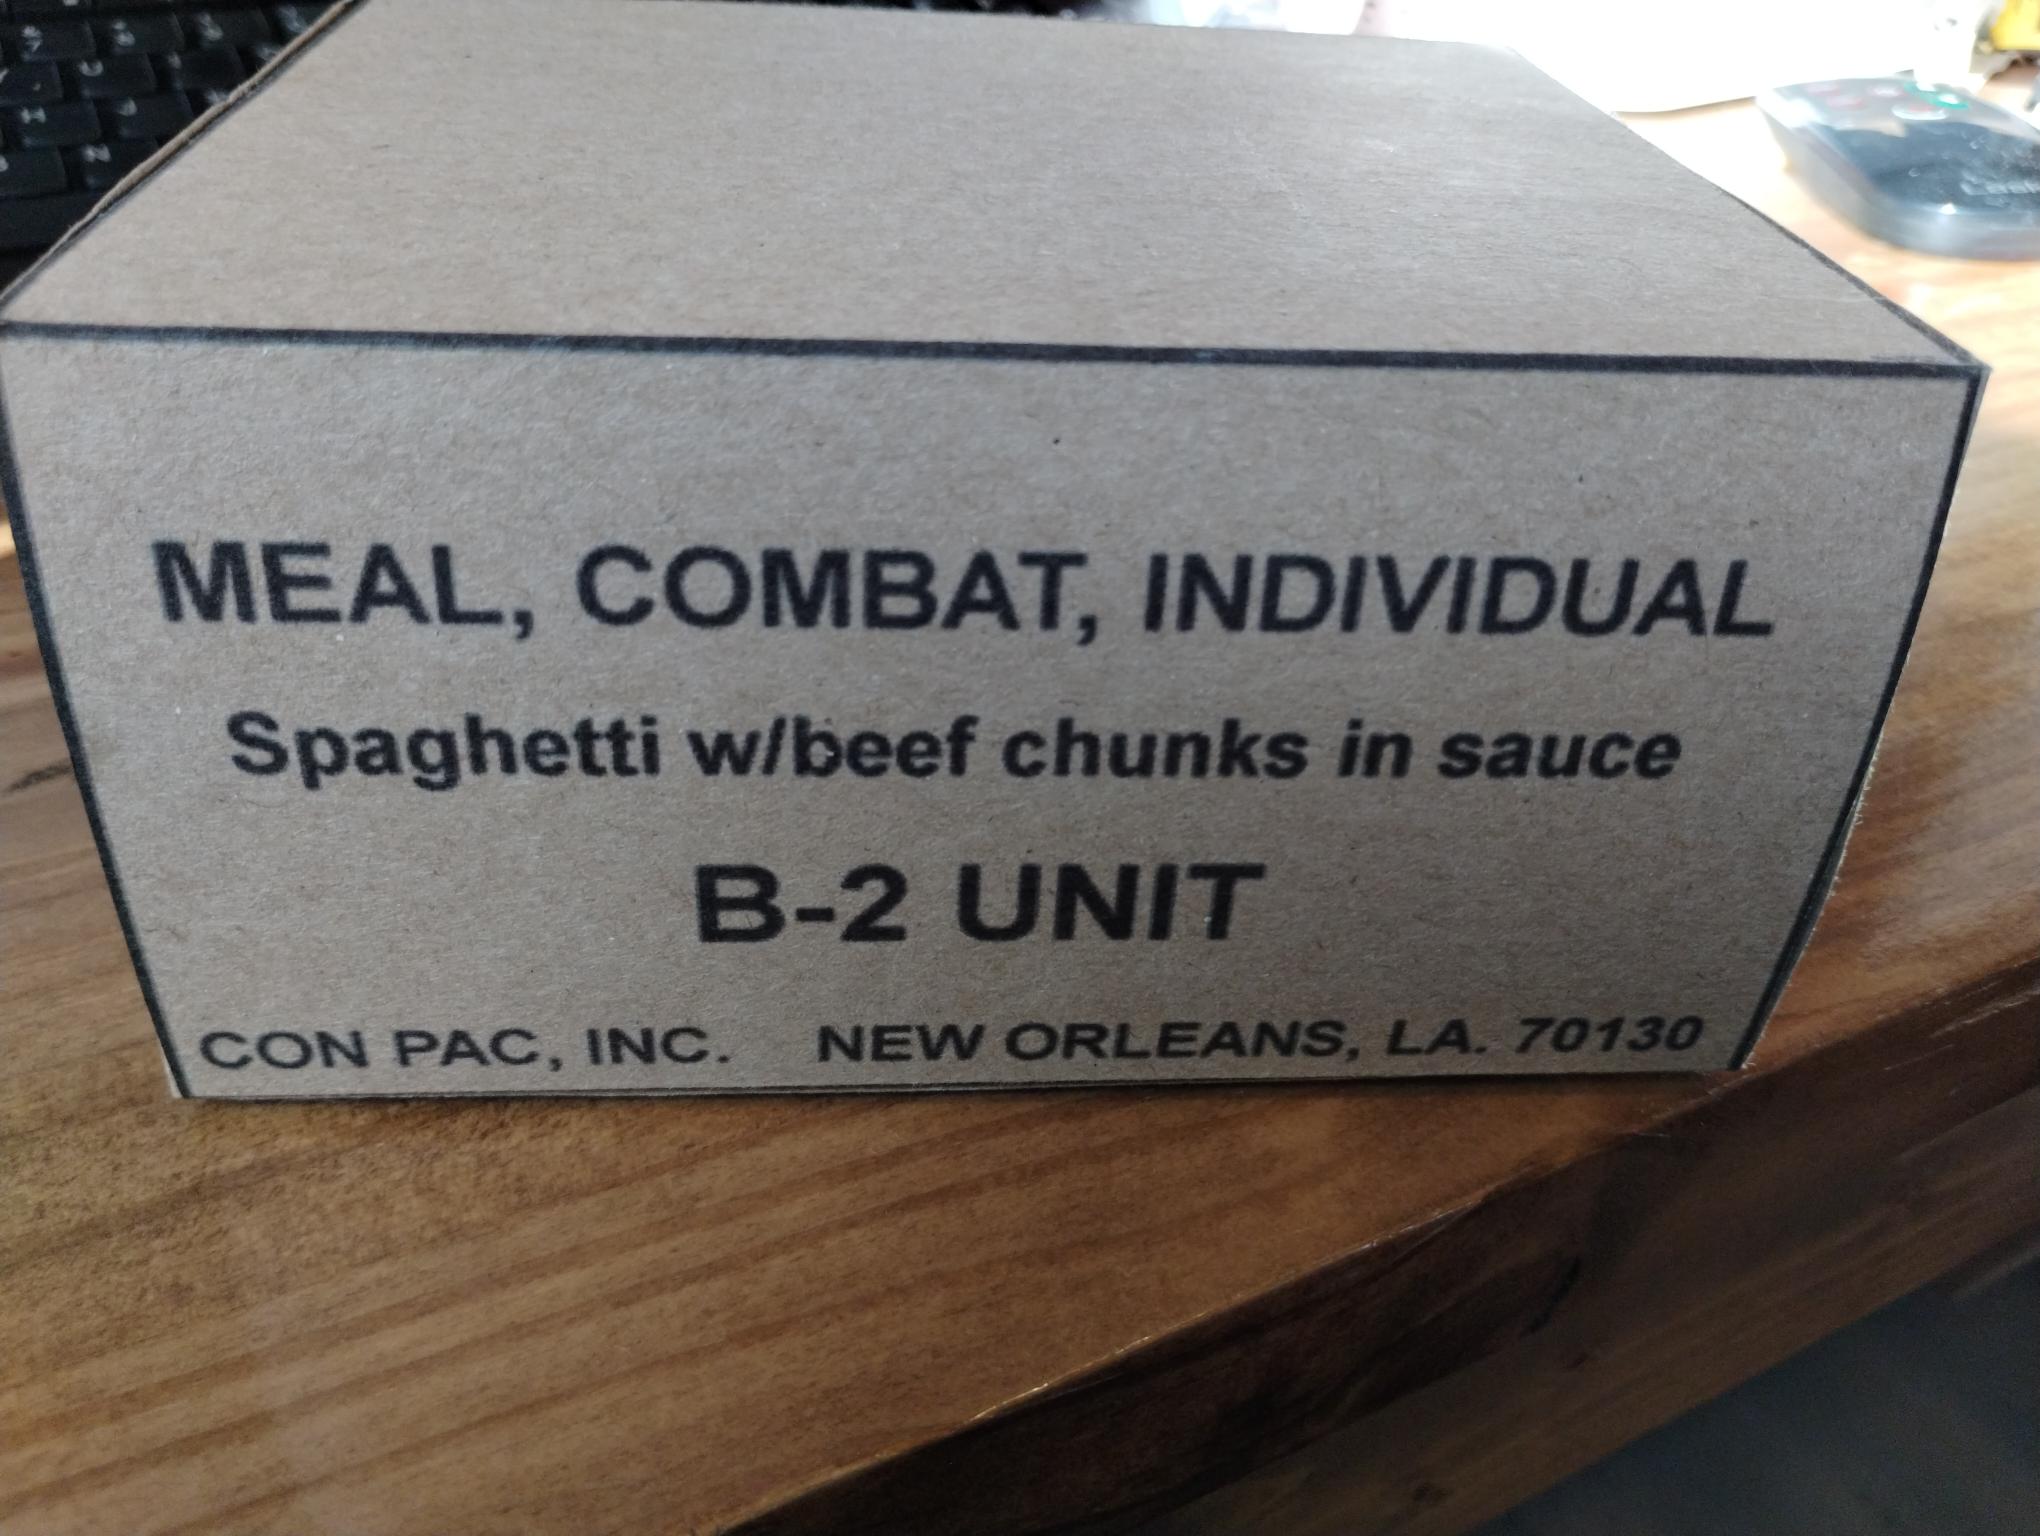 MEAL, COMBAT, INDIVIDUAL
Spaghetti w/beef chunks in sauce
B-2 UNIT
CON PAC, INC. NEW ORLEANS, LA. 70130